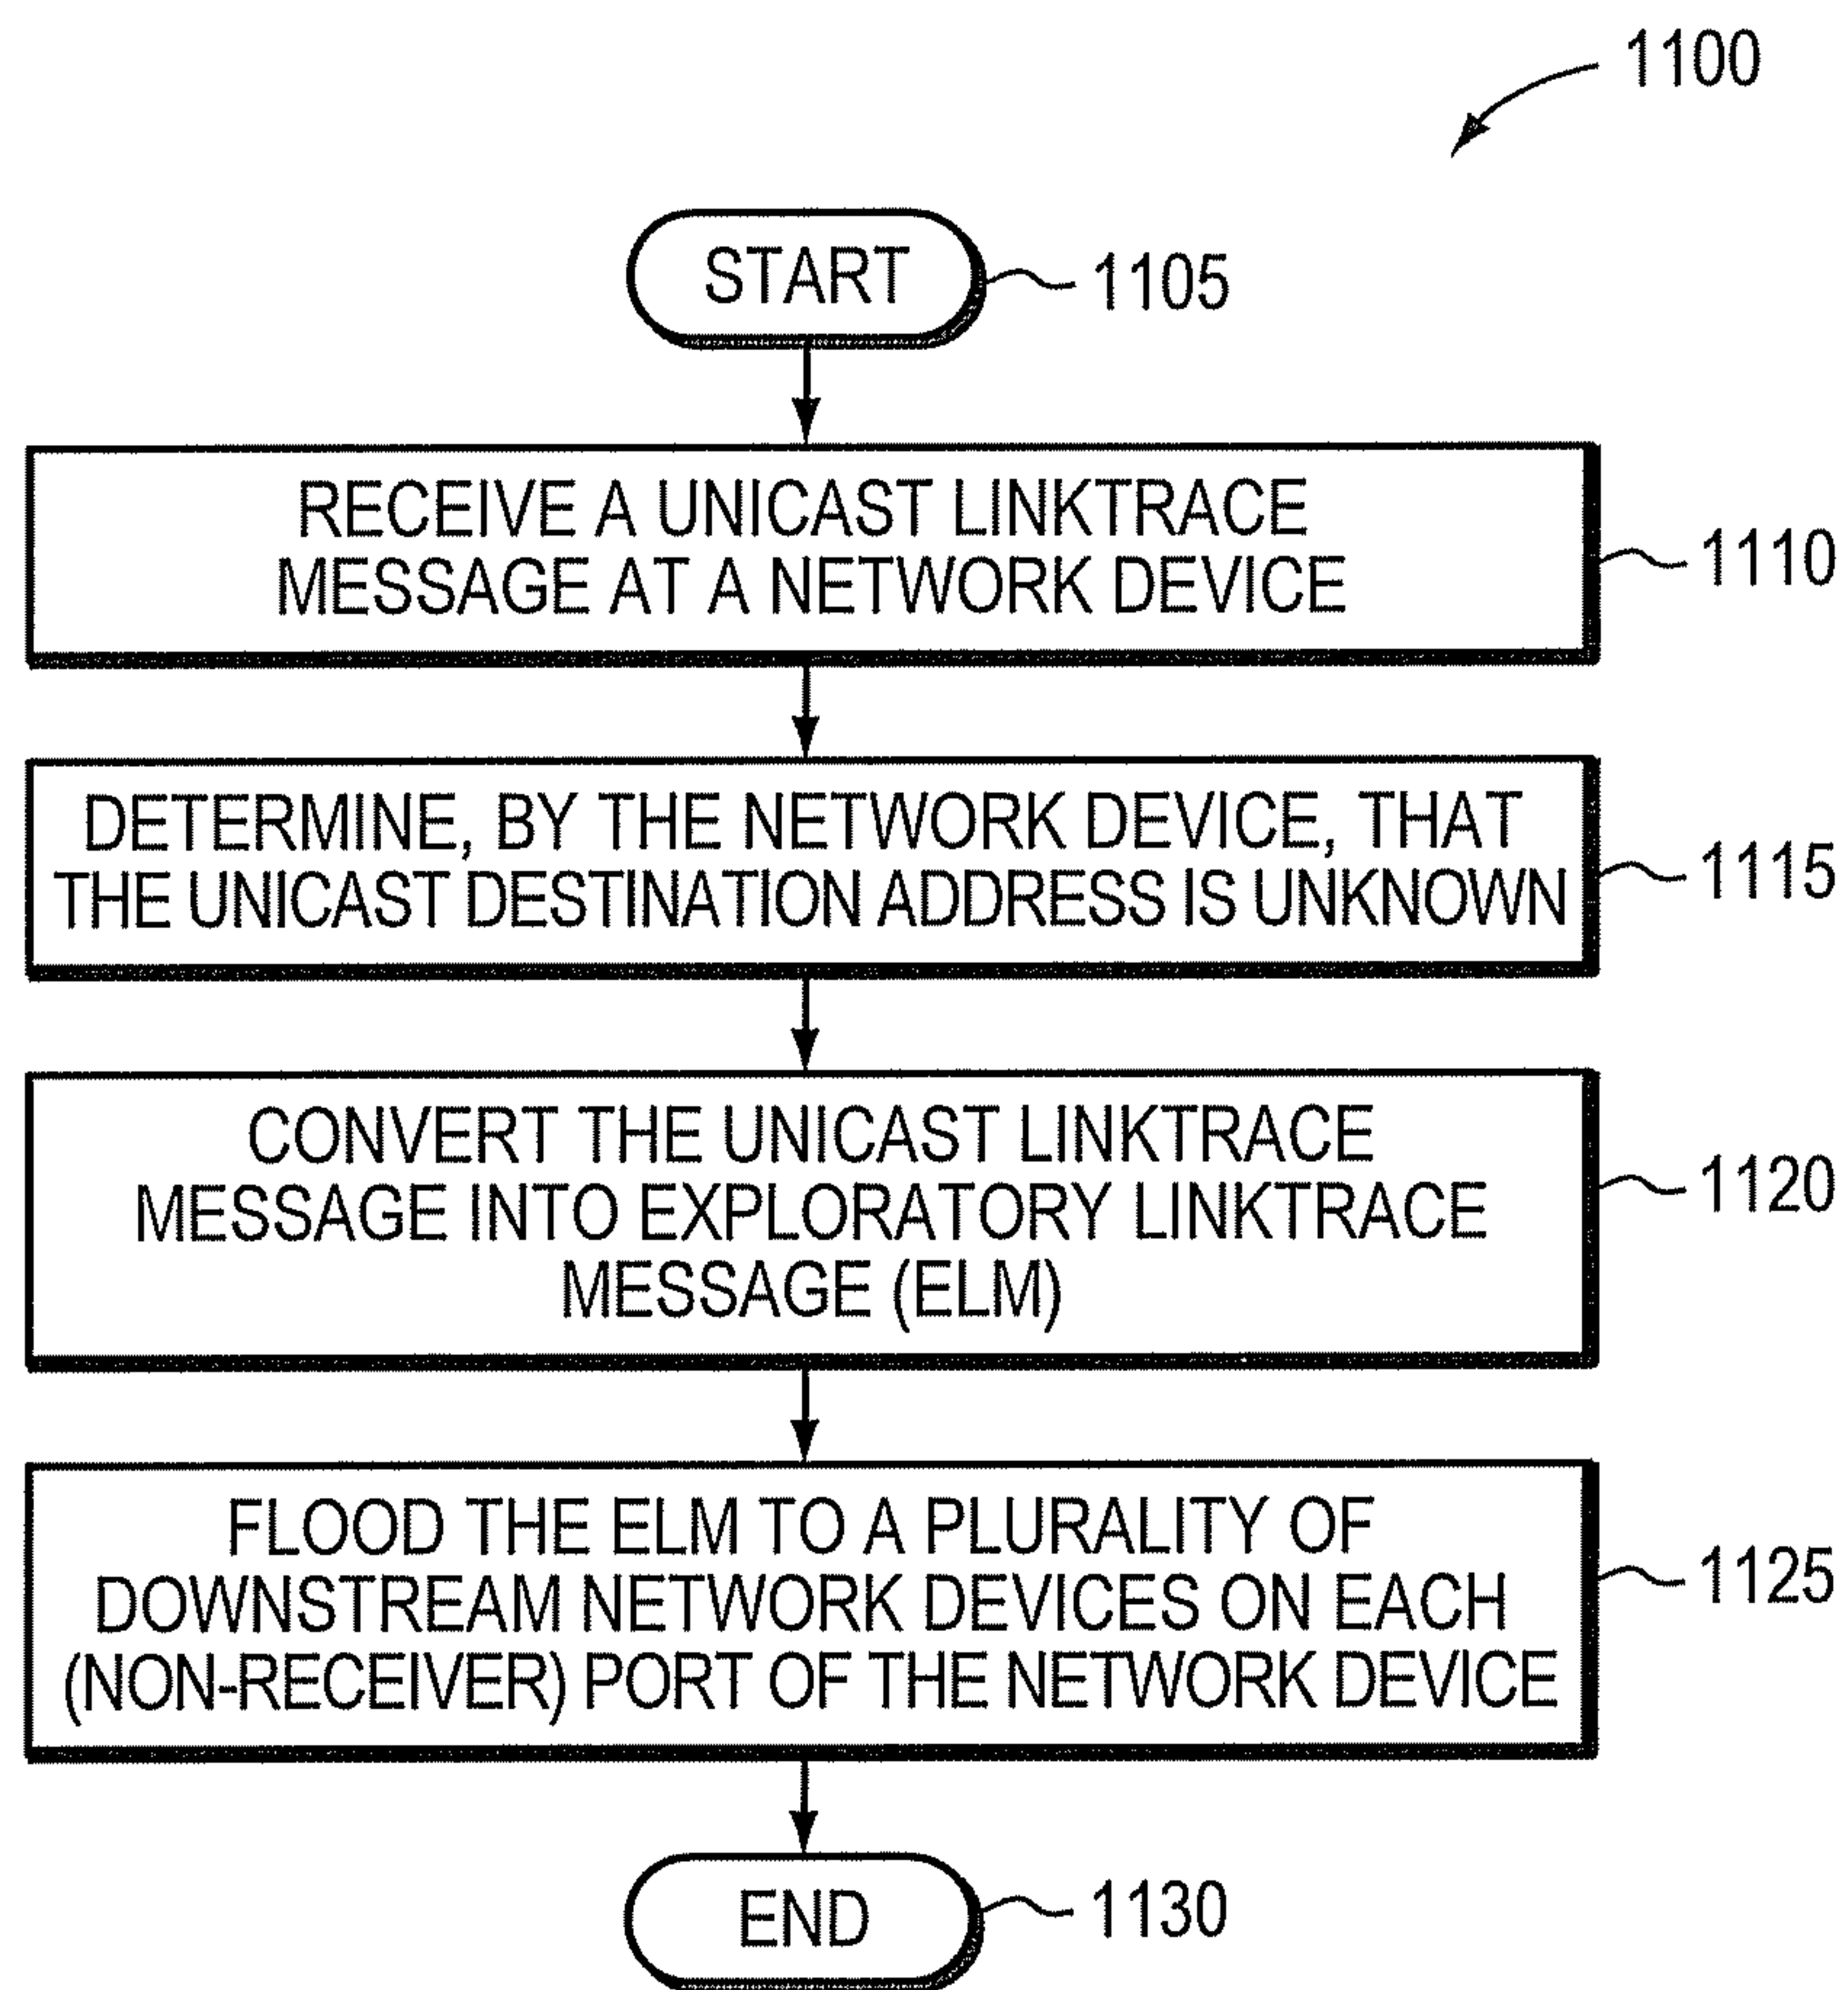 1100
START
1105
RECEIVE A UNICAST LINKTRACE
MESSAGE AT A NETWORK DEVICE
1110
DETERMINE, BY THE NETWORK DEVICE, THAT
THE UNICAST DESTINATION ADDRESS IS UNKNOWN
1115
CONVERT THE UNICAST LINKTRACE
MESSAGE INTO EXPLORATORY LINKTRACE
MESSAGE (ELM)
1120
FLOOD THE ELM TO A PLURALITY OF
DOWNSTREAM NETWORK DEVICES ON EACH
(NON-RECEIVER) PORT OF THE NETWORK DEVICE
1125
END
1130